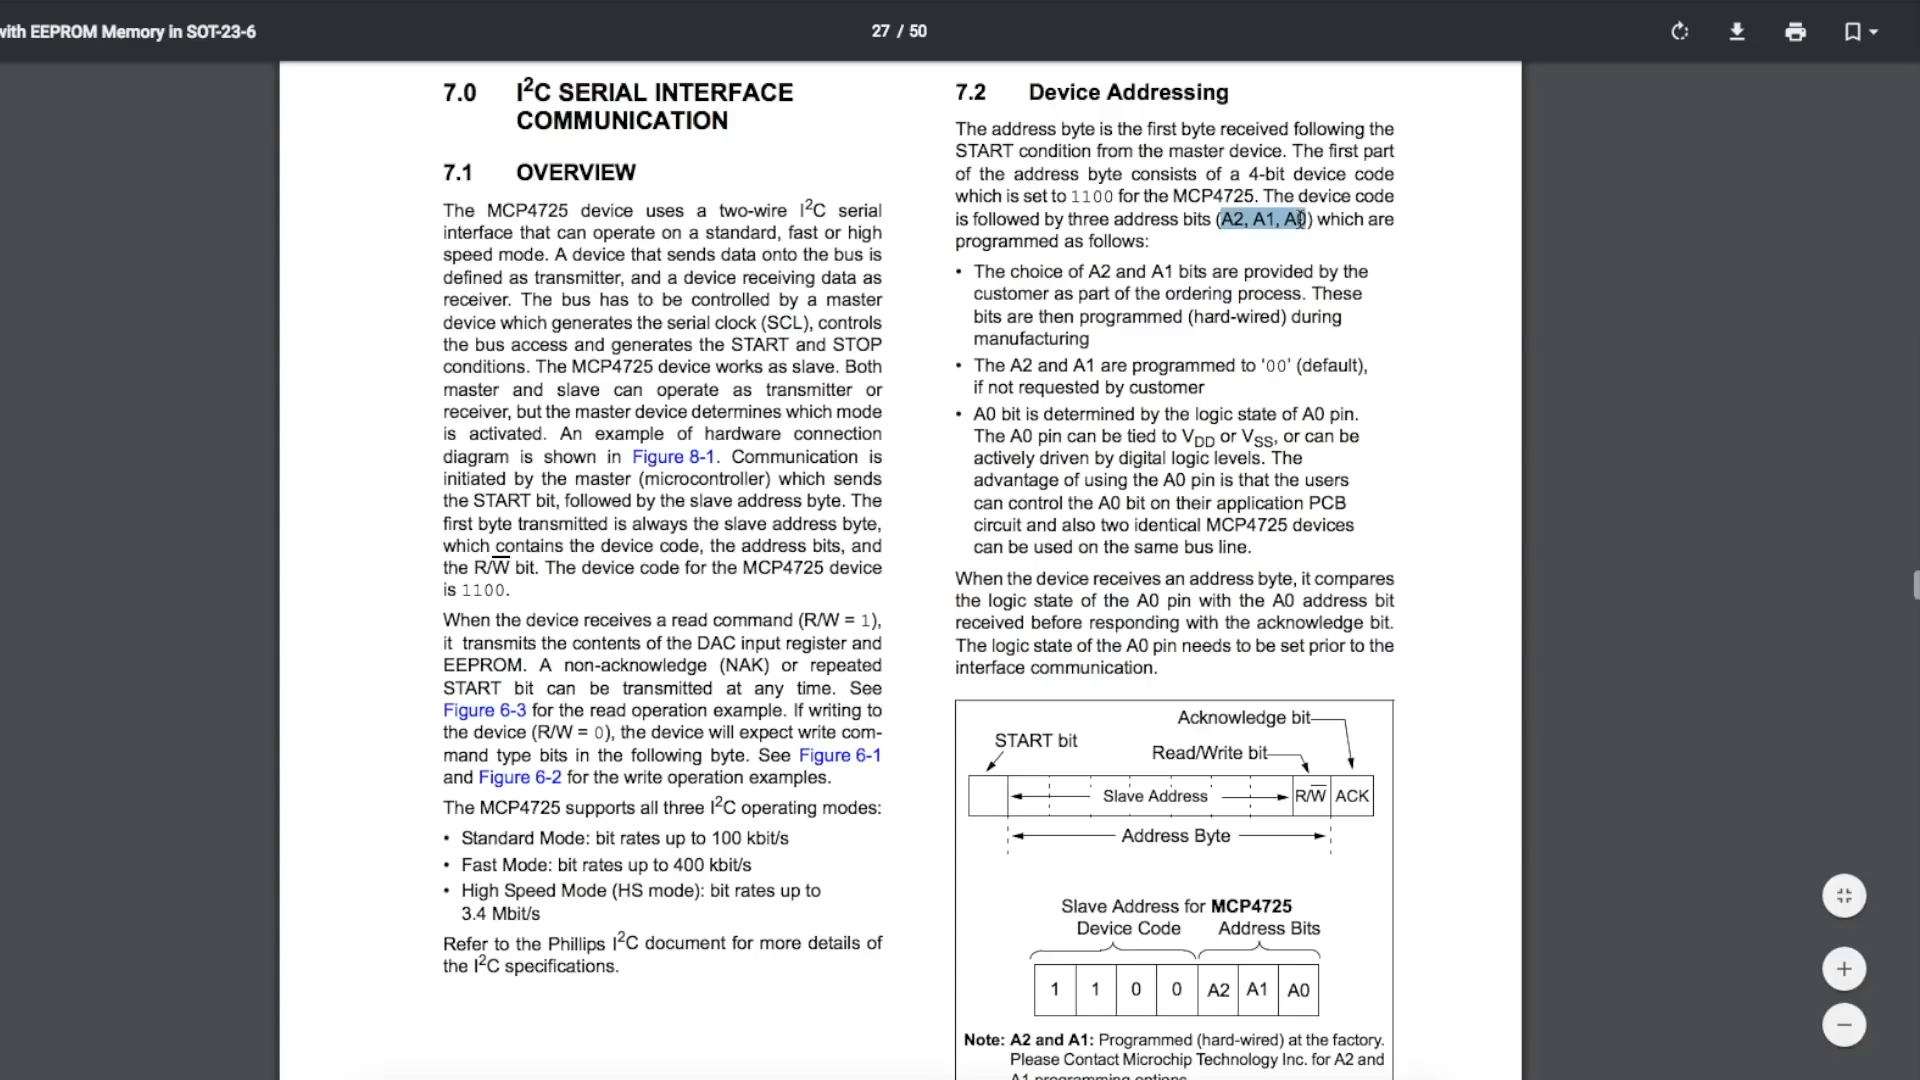 with EEPROM Memory in SOT-23-6
27 / 50
7.0 I2C SERIAL INTERFACE
COMMUNICATION
7.1 OVERVIEW
The MCP4725 device uses a two-wire I2C serial
interface that can operate on a standard, fast or high
speed mode. A device that sends data onto the bus is
defined as transmitter, and a device receiving data as
receiver. The bus has to be controlled by a master
device which generates the serial clock (SCL), controls
the bus access and generates the START and STOP
conditions. The MCP4725 device works as slave. Both
master and slave can operate as transmitter or
receiver, but the master device determines which mode
is activated. An example of hardware connection
diagram is shown in Figure 8-1. Communication is
initiated by the master (microcontroller) which sends
the START bit, followed by the slave address byte. The
first byte transmitted is always the slave address byte,
which contains the device code, the address bits, and
the R/W bit. The device code for the MCP4725 device
is 1100.
When the device receives a read command (R/W = 1),
it transmits the contents of the DAC input register and
EEPROM. A non-acknowledge (NAK) or repeated
START bit can be transmitted at any time. See
Figure 6-3 for the read operation example. If writing to
the device (R/W = 0), the device will expect write com-
mand type bits in the following byte. See Figure 6-1
and Figure 6-2 for the write operation examples.
The MCP4725 supports all three I2C operating modes:
• Standard Mode: bit rates up to 100 kbit/s
• Fast Mode: bit rates up to 400 kbit/s
• High Speed Mode (HS mode): bit rates up to
3.4 Mbit/s
Refer to the Phillips I2C document for more details of
the I2C specifications.
7.2 Device Addressing
The address byte is the first byte received following the
START condition from the master device. The first part
of the address byte consists of a 4-bit device code
which is set to 1100 for the MCP4725. The device code
is followed by three address bits (A2, A1, A0) which are
programmed as follows:
• The choice of A2 and A1 bits are provided by the
customer as part of the ordering process. These
bits are then programmed (hard-wired) during
manufacturing
• The A2 and A1 are programmed to '00' (default),
if not requested by customer
• A0 bit is determined by the logic state of A0 pin.
The A0 pin can be tied to VDD or VSS, or can be
actively driven by digital logic levels. The
advantage of using the A0 pin is that the users
can control the A0 bit on their application PCB
circuit and also two identical MCP4725 devices
can be used on the same bus line.
When the device receives an address byte, it compares
the logic state of the A0 pin with the A0 address bit
received before responding with the acknowledge bit.
The logic state of the A0 pin needs to be set prior to the
interface communication.
Acknowledge bit
START bit
Read/Write bit
Slave Address R/W ACK
Address Byte
Slave Address for MCP4725
Device Code Address Bits
1 1 0 0 A2 A1 A0
Note: A2 and A1: Programmed (hard-wired) at the factory.
Please Contact Microchip Technology Inc. for A2 and
A1 programming options